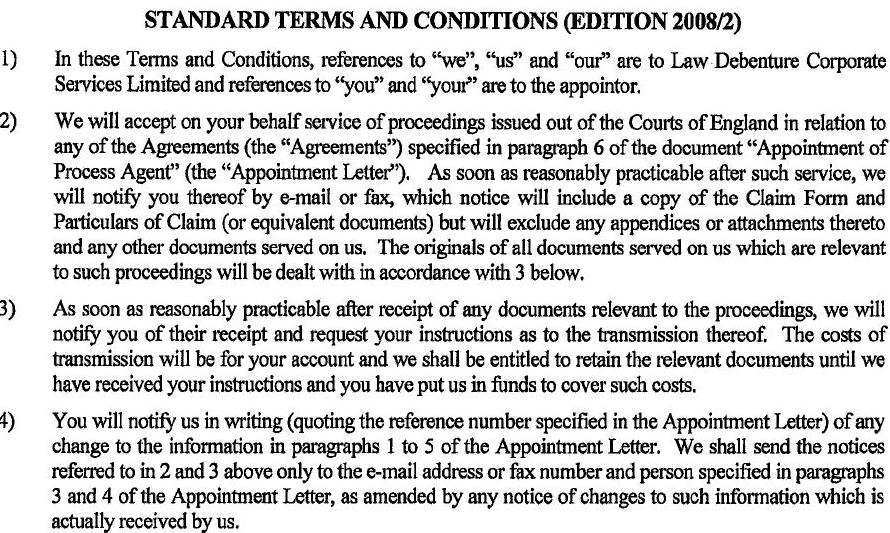 STANDARD TERMS AND CONDITIONS (EDITION 2008/2)
1) In these Terms and Conditions, references to “we”, “us” and “our” are to Law Debenture Corporate
Services Limited and references to “you” and “your” are to the appointor.
2) We will accept on your behalf service of proceedings issued out of the Courts of England in relation to
any of the Agreements (the “Agreements”) specified in paragraph 6 of the document “Appointment of
Process Agent” (the “Appointment Letter”). As soon as reasonably practicable after such service, we
will notify you thereof by e-mail or fax, which notice will include a copy of the Claim Form and
Particulars of Claim (or equivalent documents) but will exclude any appendices or attachments thereto
and any other documents served on us. The originals of all documents served on us which are relevant
to such proceedings will be dealt with in accordance with 3 below.
3) As soon as reasonably practicable after receipt of any documents relevant to the proceedings, we will
notify you of their receipt and request your instructions as to the transmission thereof. The costs of
transmission will be for your account and we shall be entitled to retain the relevant documents until we
have received your instructions and you have put us in funds to cover such costs.
4) You will notify us in writing (quoting the reference number specified in the Appointment Letter) of any
change to the information in paragraphs 1 to 5 of the Appointment Letter. We shall send the notices
referred to in 2 and 3 above only to the e-mail address or fax number and person specified in paragraphs
3 and 4 of the Appointment Letter, as amended by any notice of changes to such information which is
actually received by us.